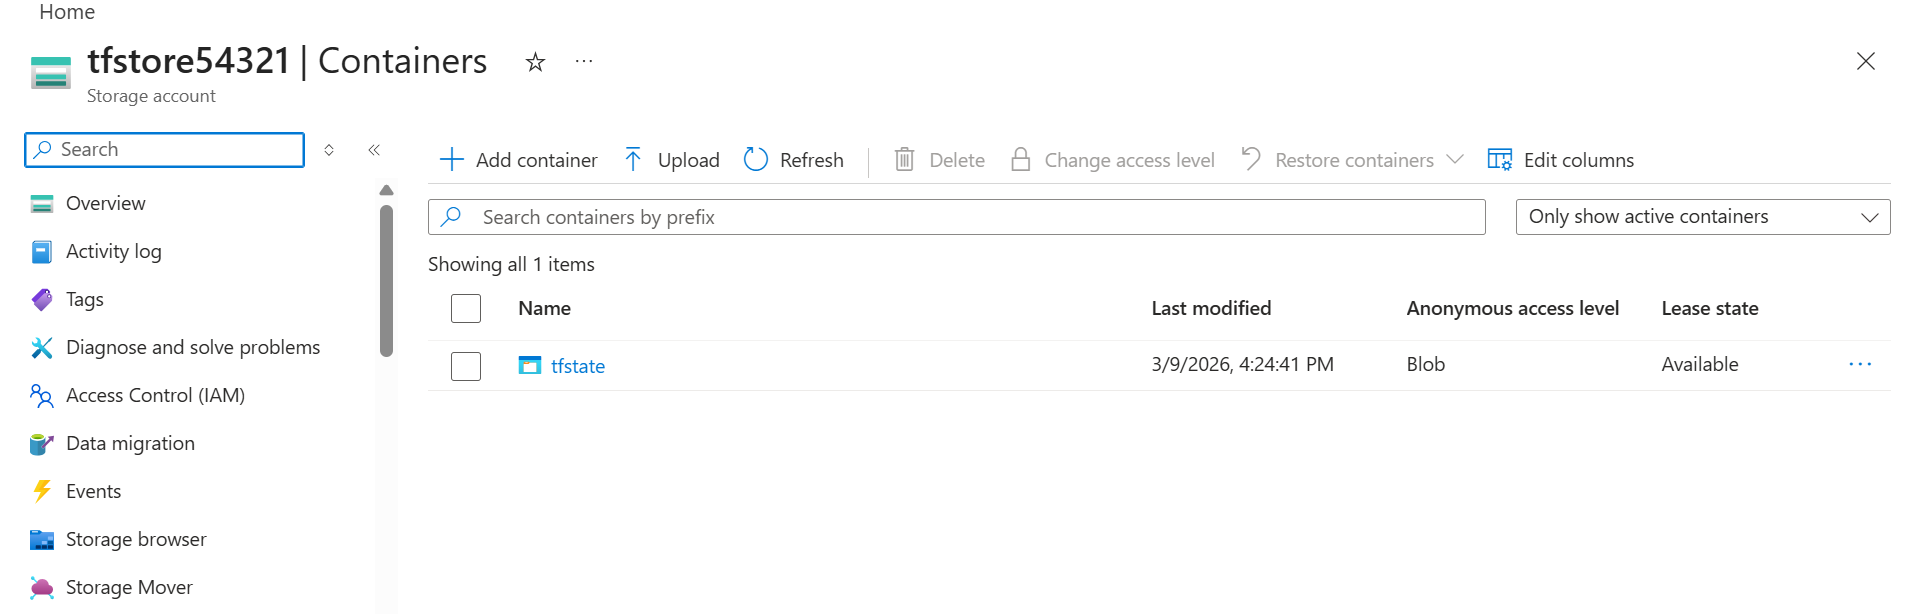 Home
tfstore54321 | Containers
Storage account
Search
Overview
Activity log
Tags
Diagnose and solve problems
Access Control (IAM)
Data migration
Events
Storage browser
Storage Mover
Add container Upload Refresh Delete Change access level Restore containers Edit columns
Search containers by prefix Only show active containers
Showing all 1 items
Name Last modified Anonymous access level Lease state
tfstate 3/9/2026, 4:24:41 PM Blob Available